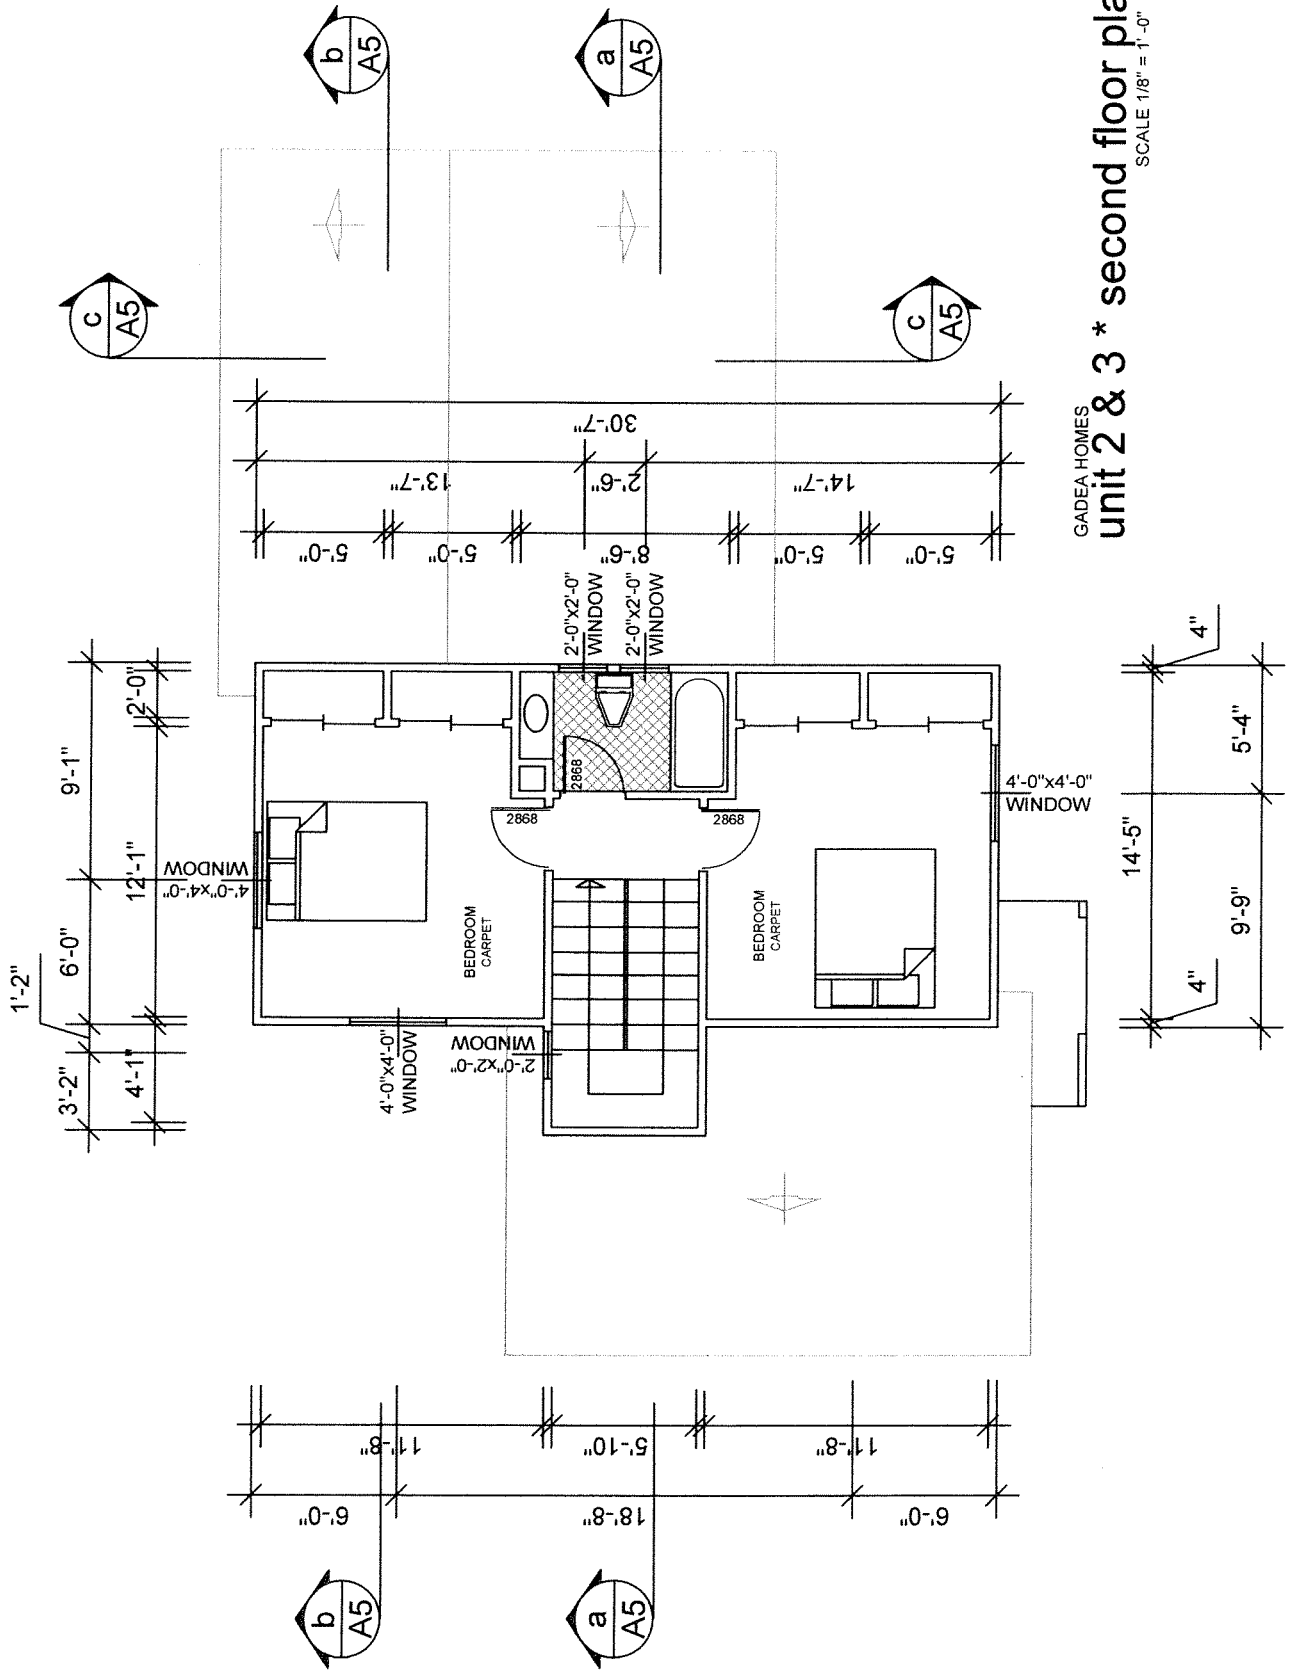 b
A5
a
A5
c
A5
c
A5
GADEA HOMES
unit 2 & 3 * second floor pla
SCALE 1/8" = 1'-0"
30'-7"
13'-7"
2'-6"
14'-7"
5'-0"
5'-0"
8'-6"
5'-0"
5'-0"
2'-0"x2'-0"
WINDOW
2'-0"x2'-0"
WINDOW
9'-1"
6'-0"
1'-2"
3'-2"
2'-0"
12'-1"
4'-1"
4'-0"x4'-0"
WINDOW
2868
2868
2868
BEDROOM
CARPET
BEDROOM
CARPET
4'-0"x4'-0"
WINDOW
4'-0"x4'-0"
WINDOW
2'-0"x2'-0"
WINDOW
4"
14'-5"
4"
5'-4"
9'-9"
11'-8"
5'-10"
11'-8"
6'-0"
18'-8"
6'-0"
b
A5
a
A5